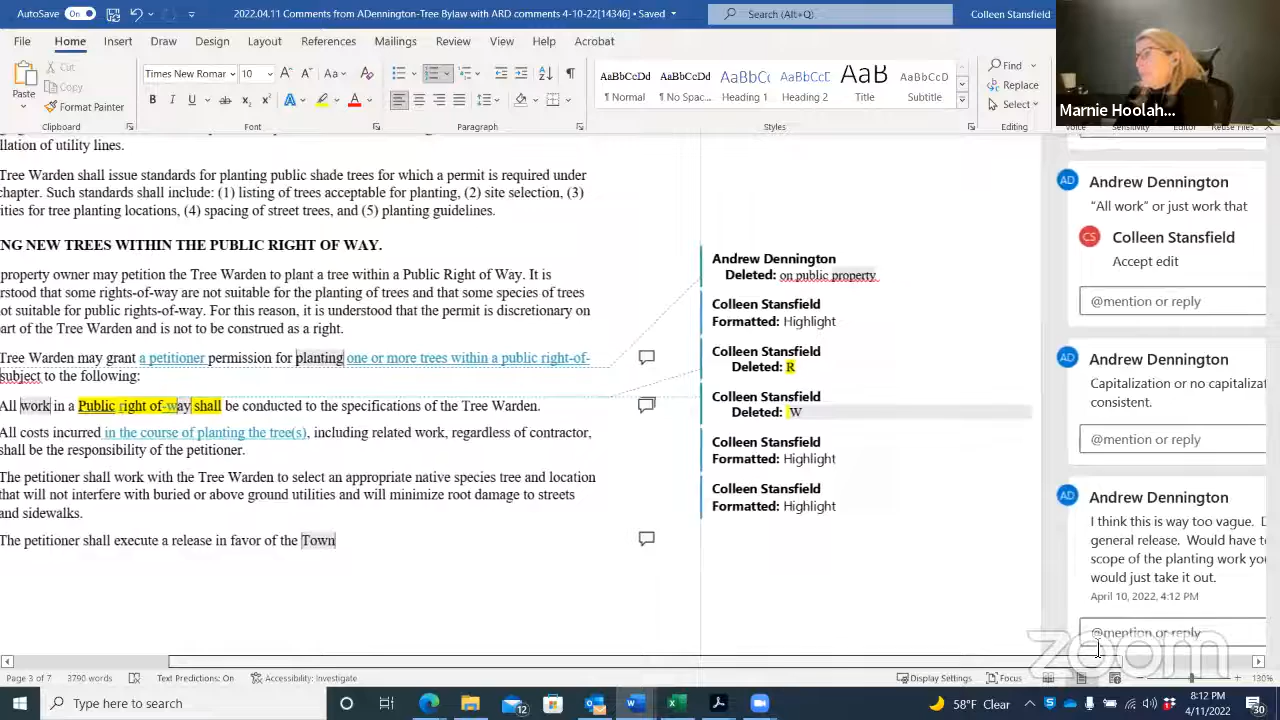 2022.04.11 Comments from ADennington-Tree Bylaw with ARD comments 4-10-22[14346] • Saved
Search (Alt+Q)
Colleen Stansfield
File Home Insert Draw Design Layout References Mailings Review View Help Acrobat
Cut
Copy
Format Painter
Paste
Times New Romar 10
Normal
No Spac...
Heading 1
Heading 2
Title
Subtitle
Find
Replace
Select
Clipboard Font Paragraph Styles Editing
Marnie Hoolah...
llation of utility lines.
Tree Warden shall issue standards for planting public shade trees for which a permit is required under
chapter. Such standards shall include: (1) listing of trees acceptable for planting, (2) site selection, (3)
ities for tree planting locations, (4) spacing of street trees, and (5) planting guidelines.
NG NEW TREES WITHIN THE PUBLIC RIGHT OF WAY.
property owner may petition the Tree Warden to plant a tree within a Public Right of Way. It is
rstood that some rights-of-way are not suitable for the planting of trees and that some species of trees
ot suitable for public rights-of-way. For this reason, it is understood that the permit is discretionary on
art of the Tree Warden and is not to be construed as a right.
Tree Warden may grant a petitioner permission for planting one or more trees within a public right-of-
subject to the following:
All work in a Public right of-way shall be conducted to the specifications of the Tree Warden.
All costs incurred in the course of planting the tree(s), including related work, regardless of contractor,
shall be the responsibility of the petitioner.
The petitioner shall work with the Tree Warden to select an appropriate native species tree and location
that will not interfere with buried or above ground utilities and will minimize root damage to streets
and sidewalks.
The petitioner shall execute a release in favor of the Town
Andrew Dennington
Deleted: on public property
Colleen Stansfield
Formatted: Highlight
Colleen Stansfield
Deleted: R
Colleen Stansfield
Deleted: W
Colleen Stansfield
Formatted: Highlight
Colleen Stansfield
Formatted: Highlight
AD Andrew Dennington
"All work" or just work that
CS Colleen Stansfield
Accept edit
@mention or reply
AD Andrew Dennington
Capitalization or no capitaliza
consistent.
@mention or reply
AD Andrew Dennington
I think this is way too vague. D
general release. Would have to
scope of the planting work yo
would just take it out.
April 10, 2022, 4:12 PM
@mention or reply
zoom
Page 3 of 7 3790 words Text Predictions: On Accessibility: Investigate
Display Settings Focus 130%
Type here to search
58°F Clear
8:12 PM
4/11/2022